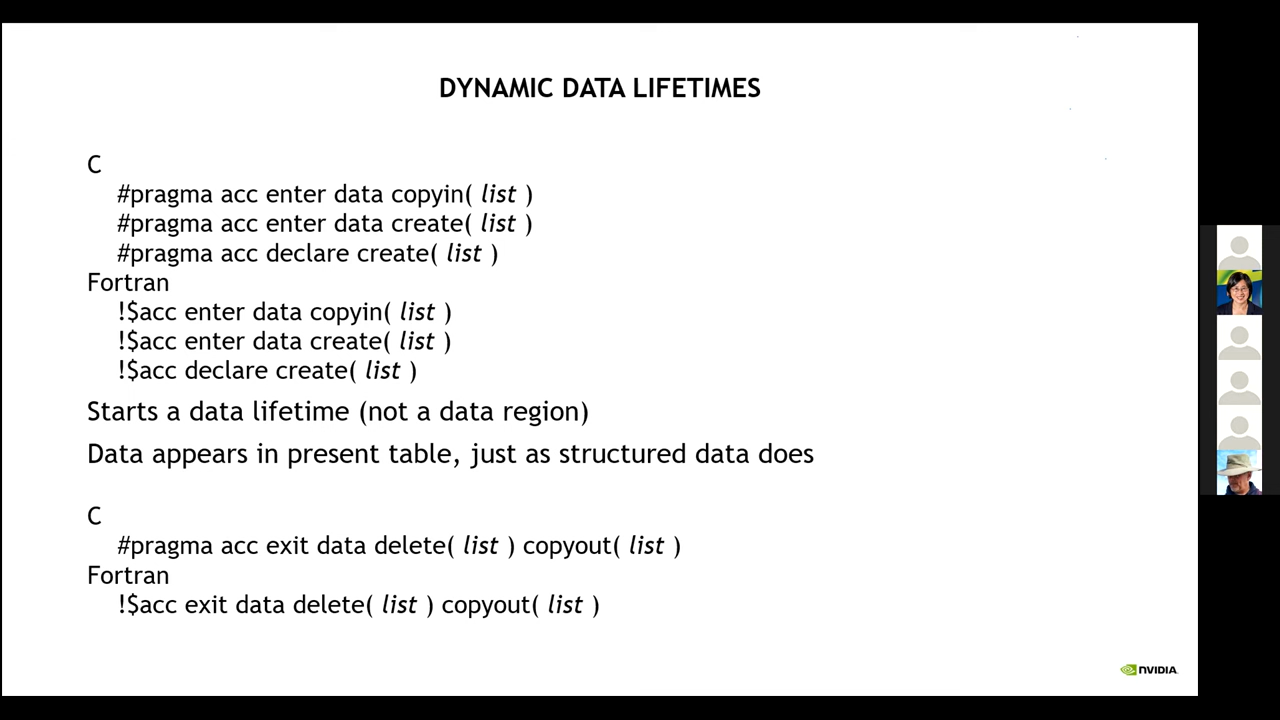 DYNAMIC DATA LIFETIMES
C
#pragma acc enter data copyin( list )
#pragma acc enter data create( list )
#pragma acc declare create( list )
Fortran
!$acc enter data copyin( list )
!$acc enter data create( list )
!$acc declare create( list )
Starts a data lifetime (not a data region)
Data appears in present table, just as structured data does
C
#pragma acc exit data delete( list ) copyout( list )
Fortran
!$acc exit data delete( list ) copyout( list )
NVIDIA